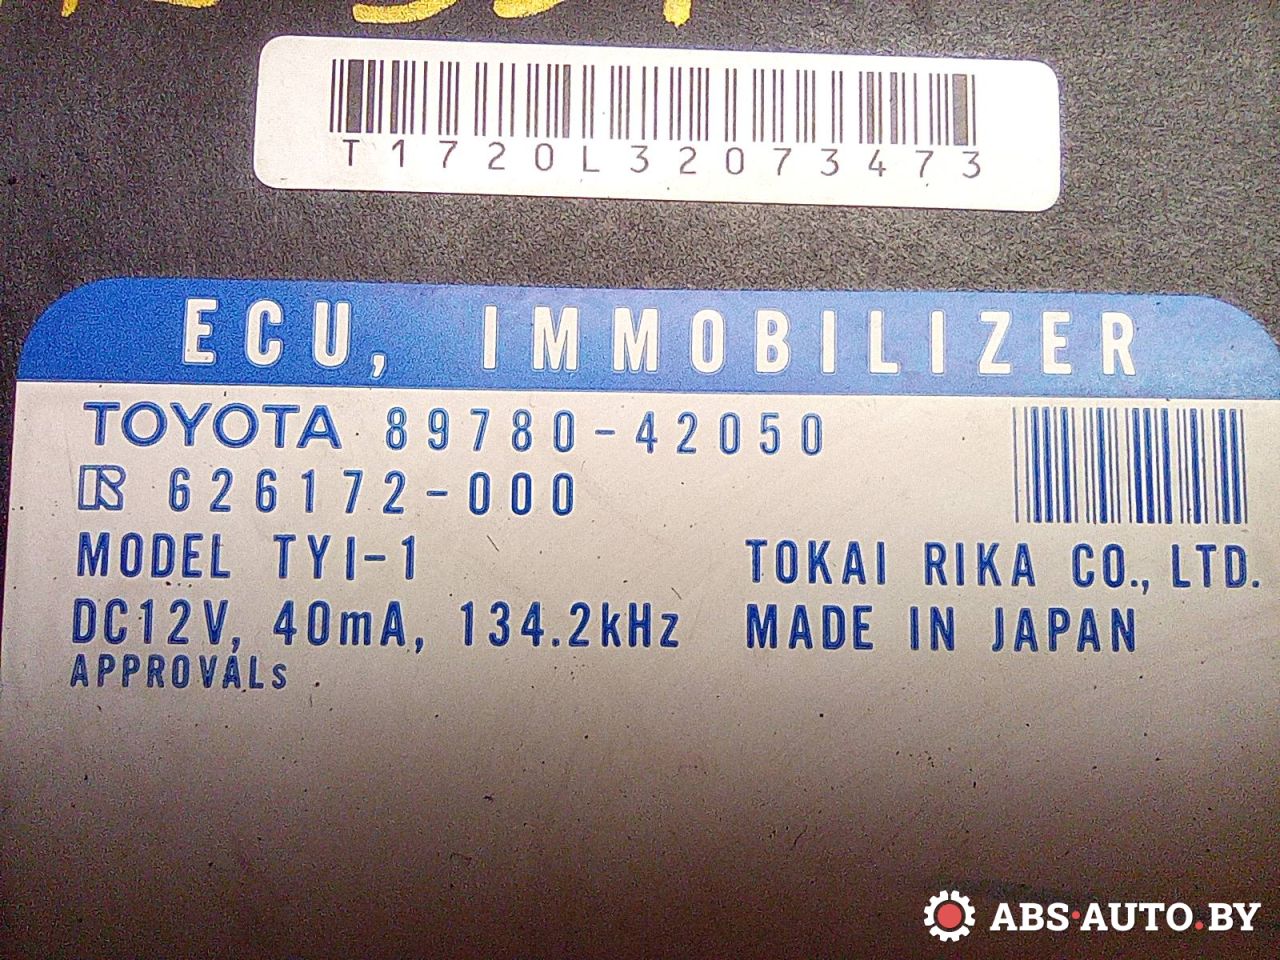 T1720L32073473
ECU, IMMOBILIZER
TOYOTA 89780-42050
626172-000
MODEL TYI-1
TOKAI RIKA CO., LTD.
DC12V, 40mA, 134.2kHz
MADE IN JAPAN
APPROVALs
ABS·AUTO.BY